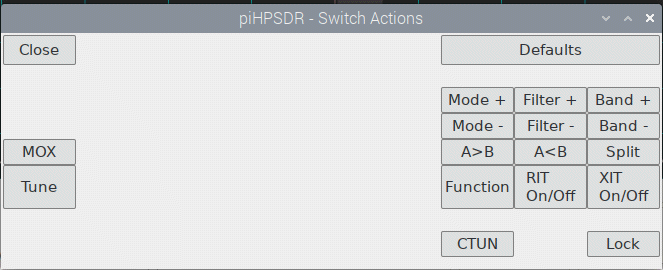 piHPSDR - Switch Actions
Close
Defaults
Mode +
Filter +
Band +
Mode -
Filter -
Band -
MOX
A>B
A<B
Split
Tune
Function
RIT
On/Off
XIT
On/Off
CTUN
Lock